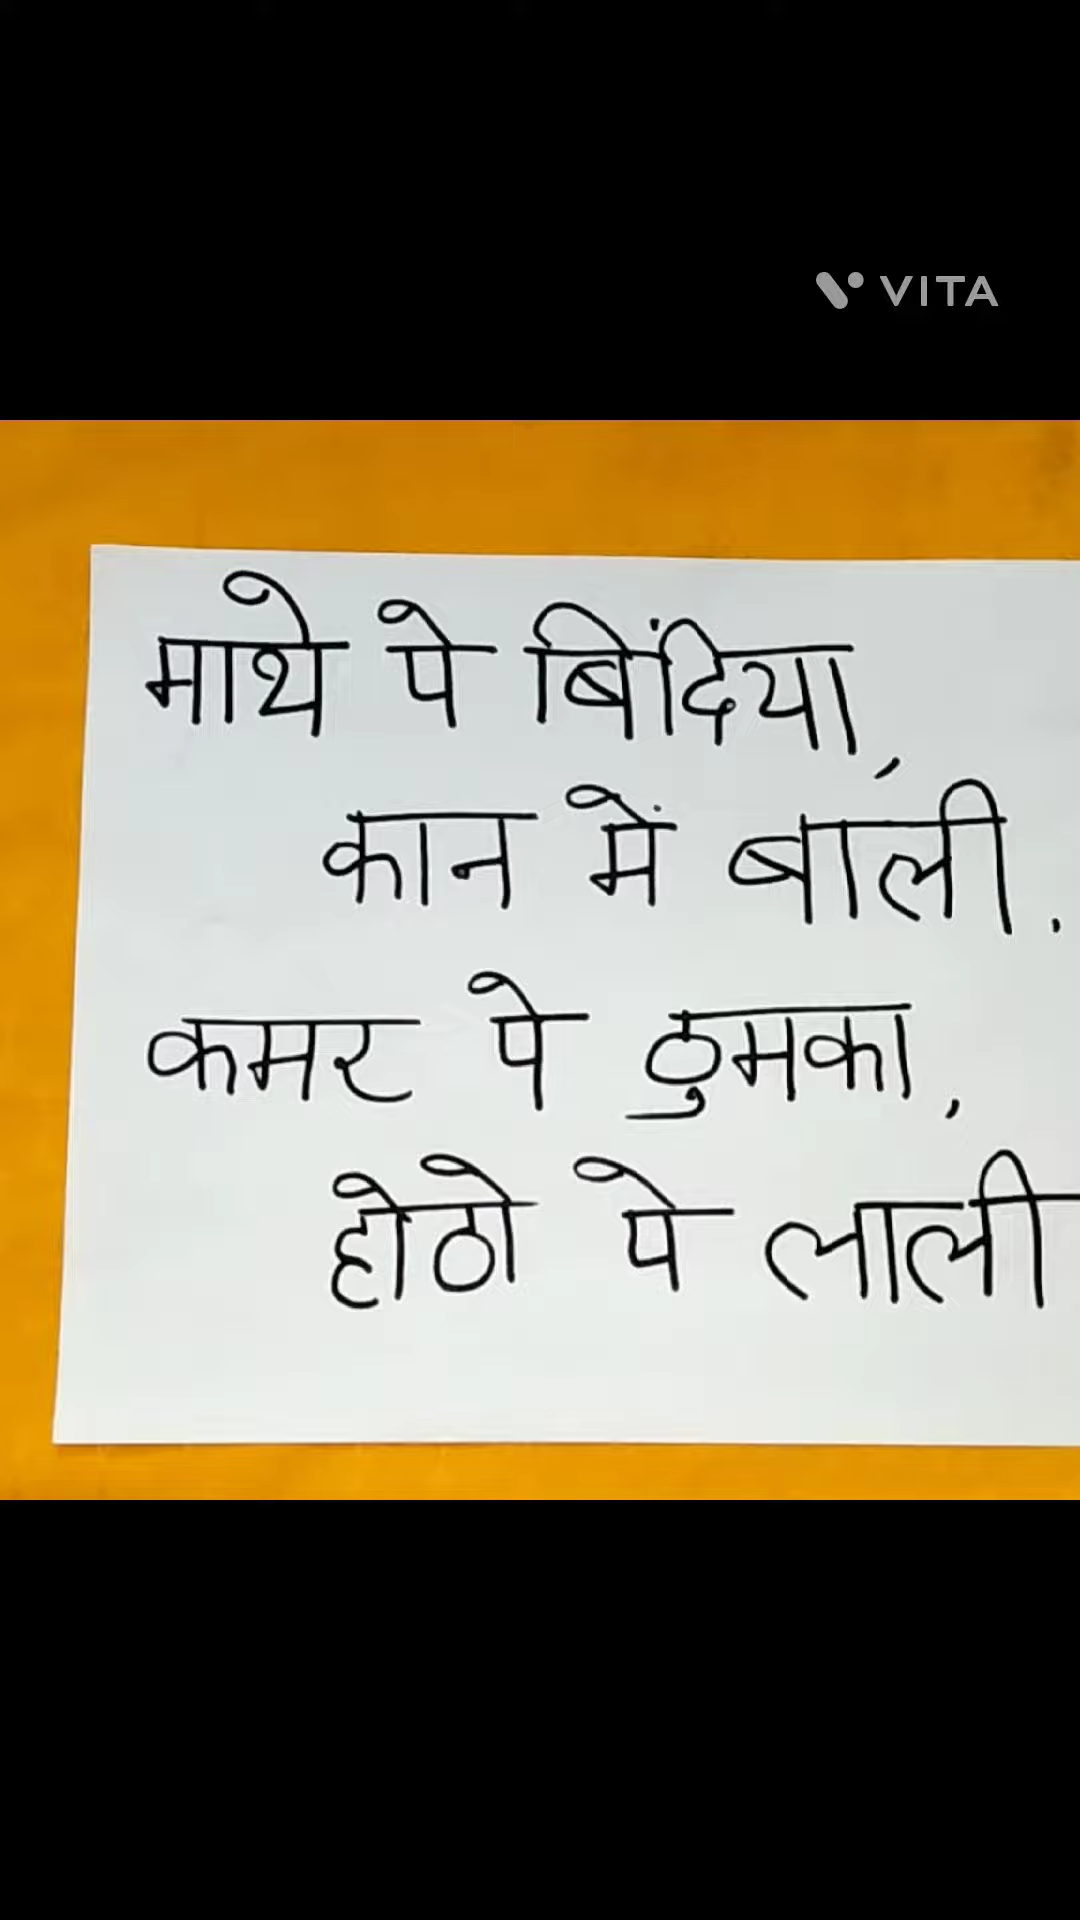 VITA
माथे पे बिंदिया,
कान में बाली.
कमर पे ठुमका,
होठो पे लाली